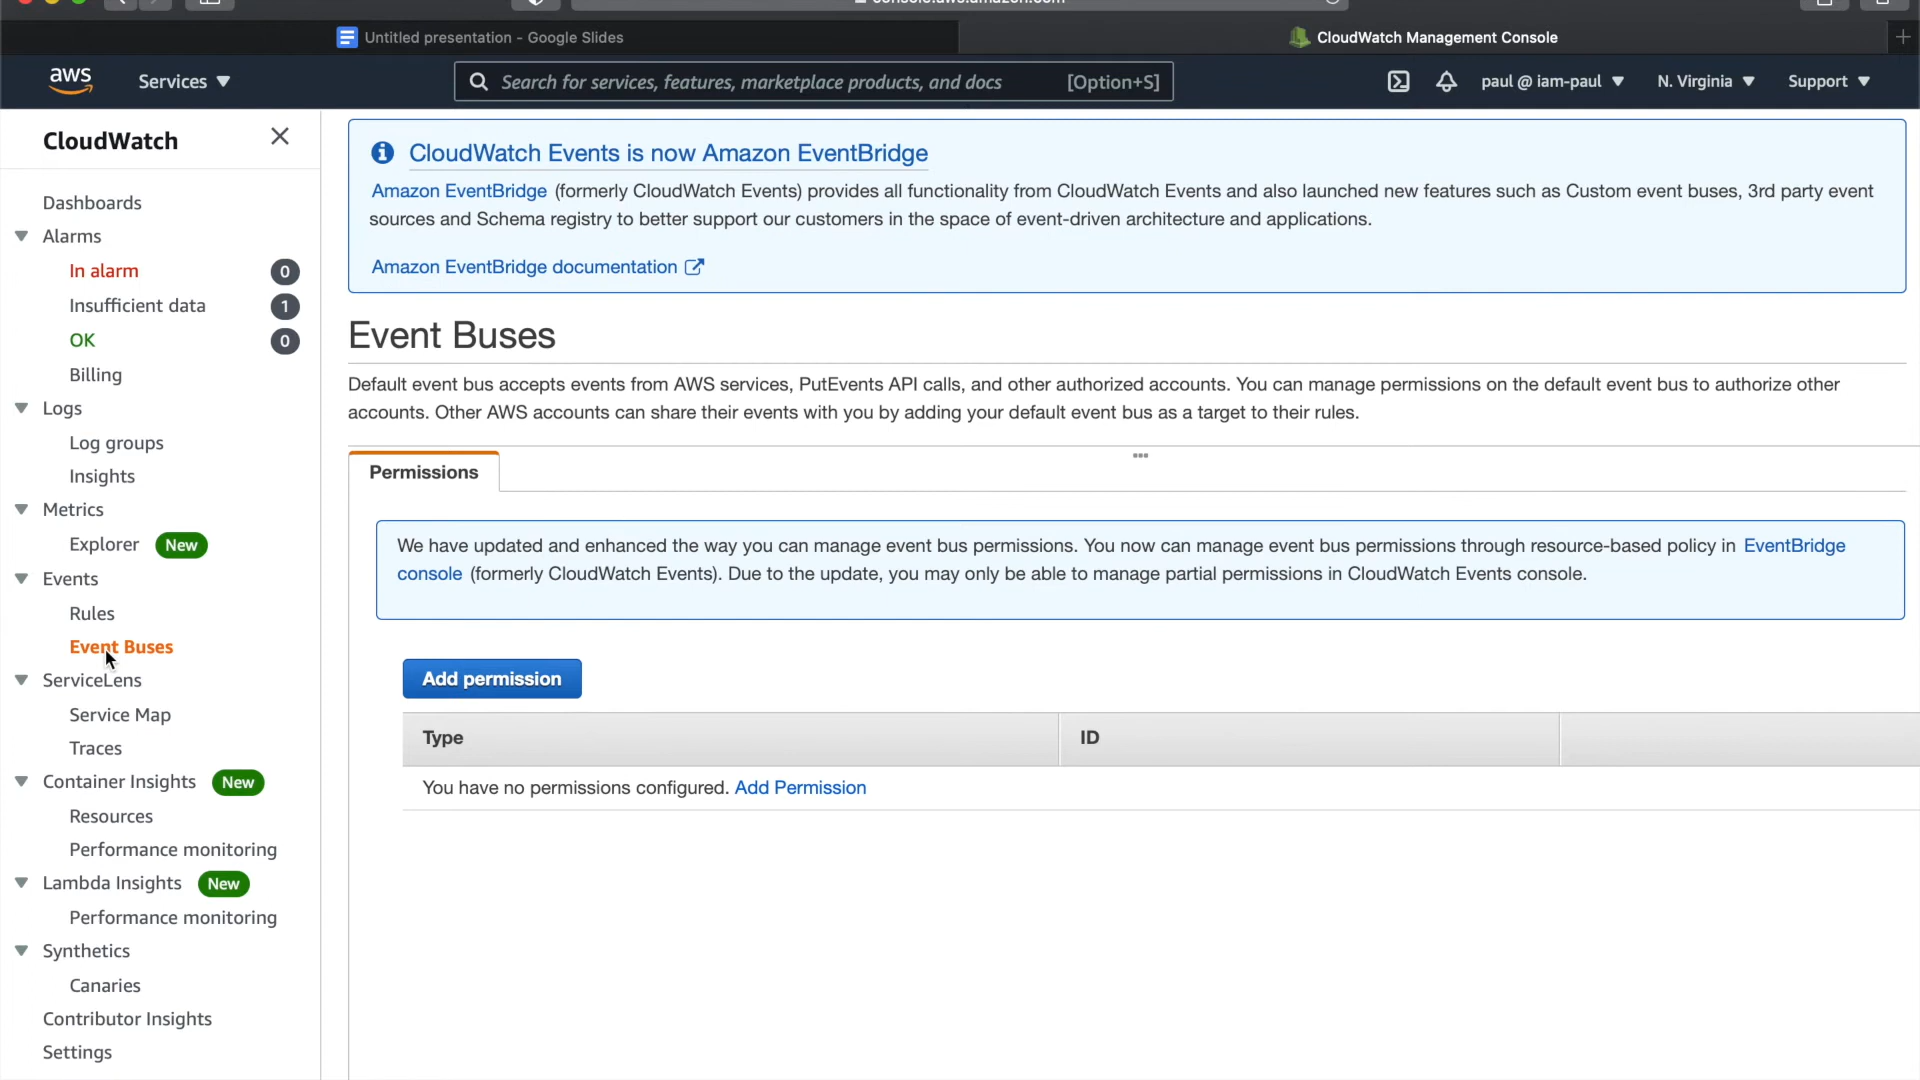 Untitled presentation - Google Slides
CloudWatch Management Console
aws
Services
Search for services, features, marketplace products, and docs
[Option+S]
paul @ iam-paul
N. Virginia
Support
CloudWatch
Dashboards
Alarms
In alarm 0
Insufficient data 1
OK 0
Billing
Logs
Log groups
Insights
Metrics
Explorer New
Events
Rules
Event Buses
ServiceLens
Service Map
Traces
Container Insights New
Resources
Performance monitoring
Lambda Insights New
Performance monitoring
Synthetics
Canaries
Contributor Insights
Settings
CloudWatch Events is now Amazon EventBridge
Amazon EventBridge (formerly CloudWatch Events) provides all functionality from CloudWatch Events and also launched new features such as Custom event buses, 3rd party event
sources and Schema registry to better support our customers in the space of event-driven architecture and applications.
Amazon EventBridge documentation
Event Buses
Default event bus accepts events from AWS services, PutEvents API calls, and other authorized accounts. You can manage permissions on the default event bus to authorize other
accounts. Other AWS accounts can share their events with you by adding your default event bus as a target to their rules.
Permissions
We have updated and enhanced the way you can manage event bus permissions. You now can manage event bus permissions through resource-based policy in EventBridge
console (formerly CloudWatch Events). Due to the update, you may only be able to manage partial permissions in CloudWatch Events console.
Add permission
Type
ID
You have no permissions configured. Add Permission